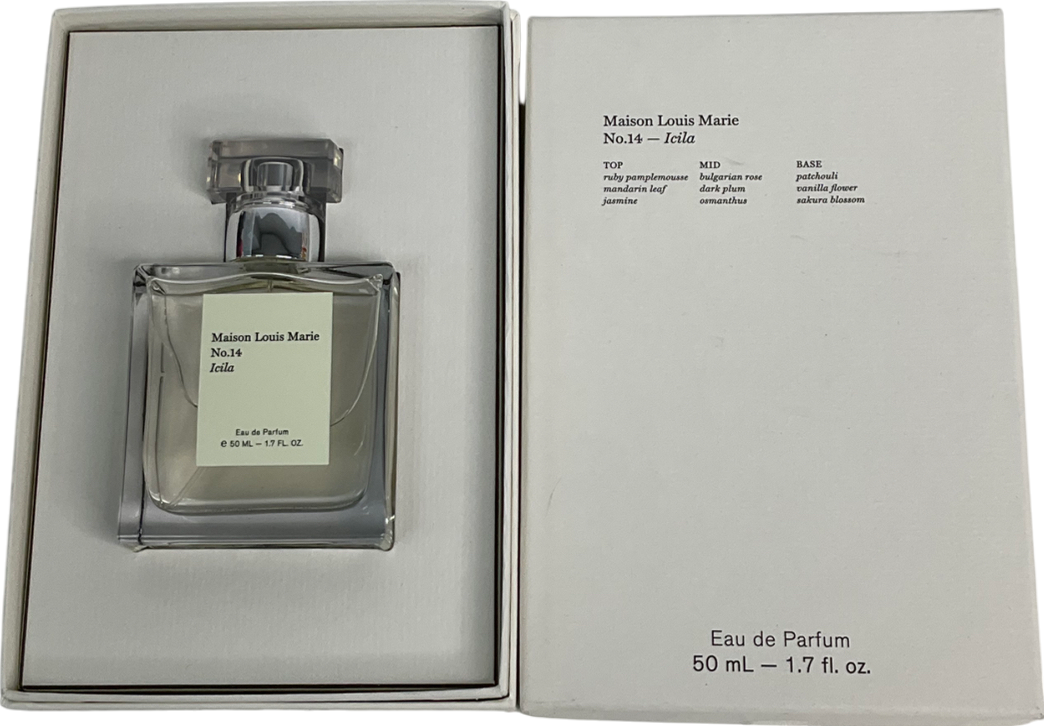 Maison Louis Marie
No.14
Icila
Eau de Parfum
℮ 50 ML — 1.7 FL. OZ.
Maison Louis Marie
No.14 — Icila
TOP MID BASE
ruby pamplemousse bulgarian rose patchouli
mandarin leaf dark plum vanilla flower
jasmine osmanthus sakura blossom
Eau de Parfum
50 mL — 1.7 fl. oz.